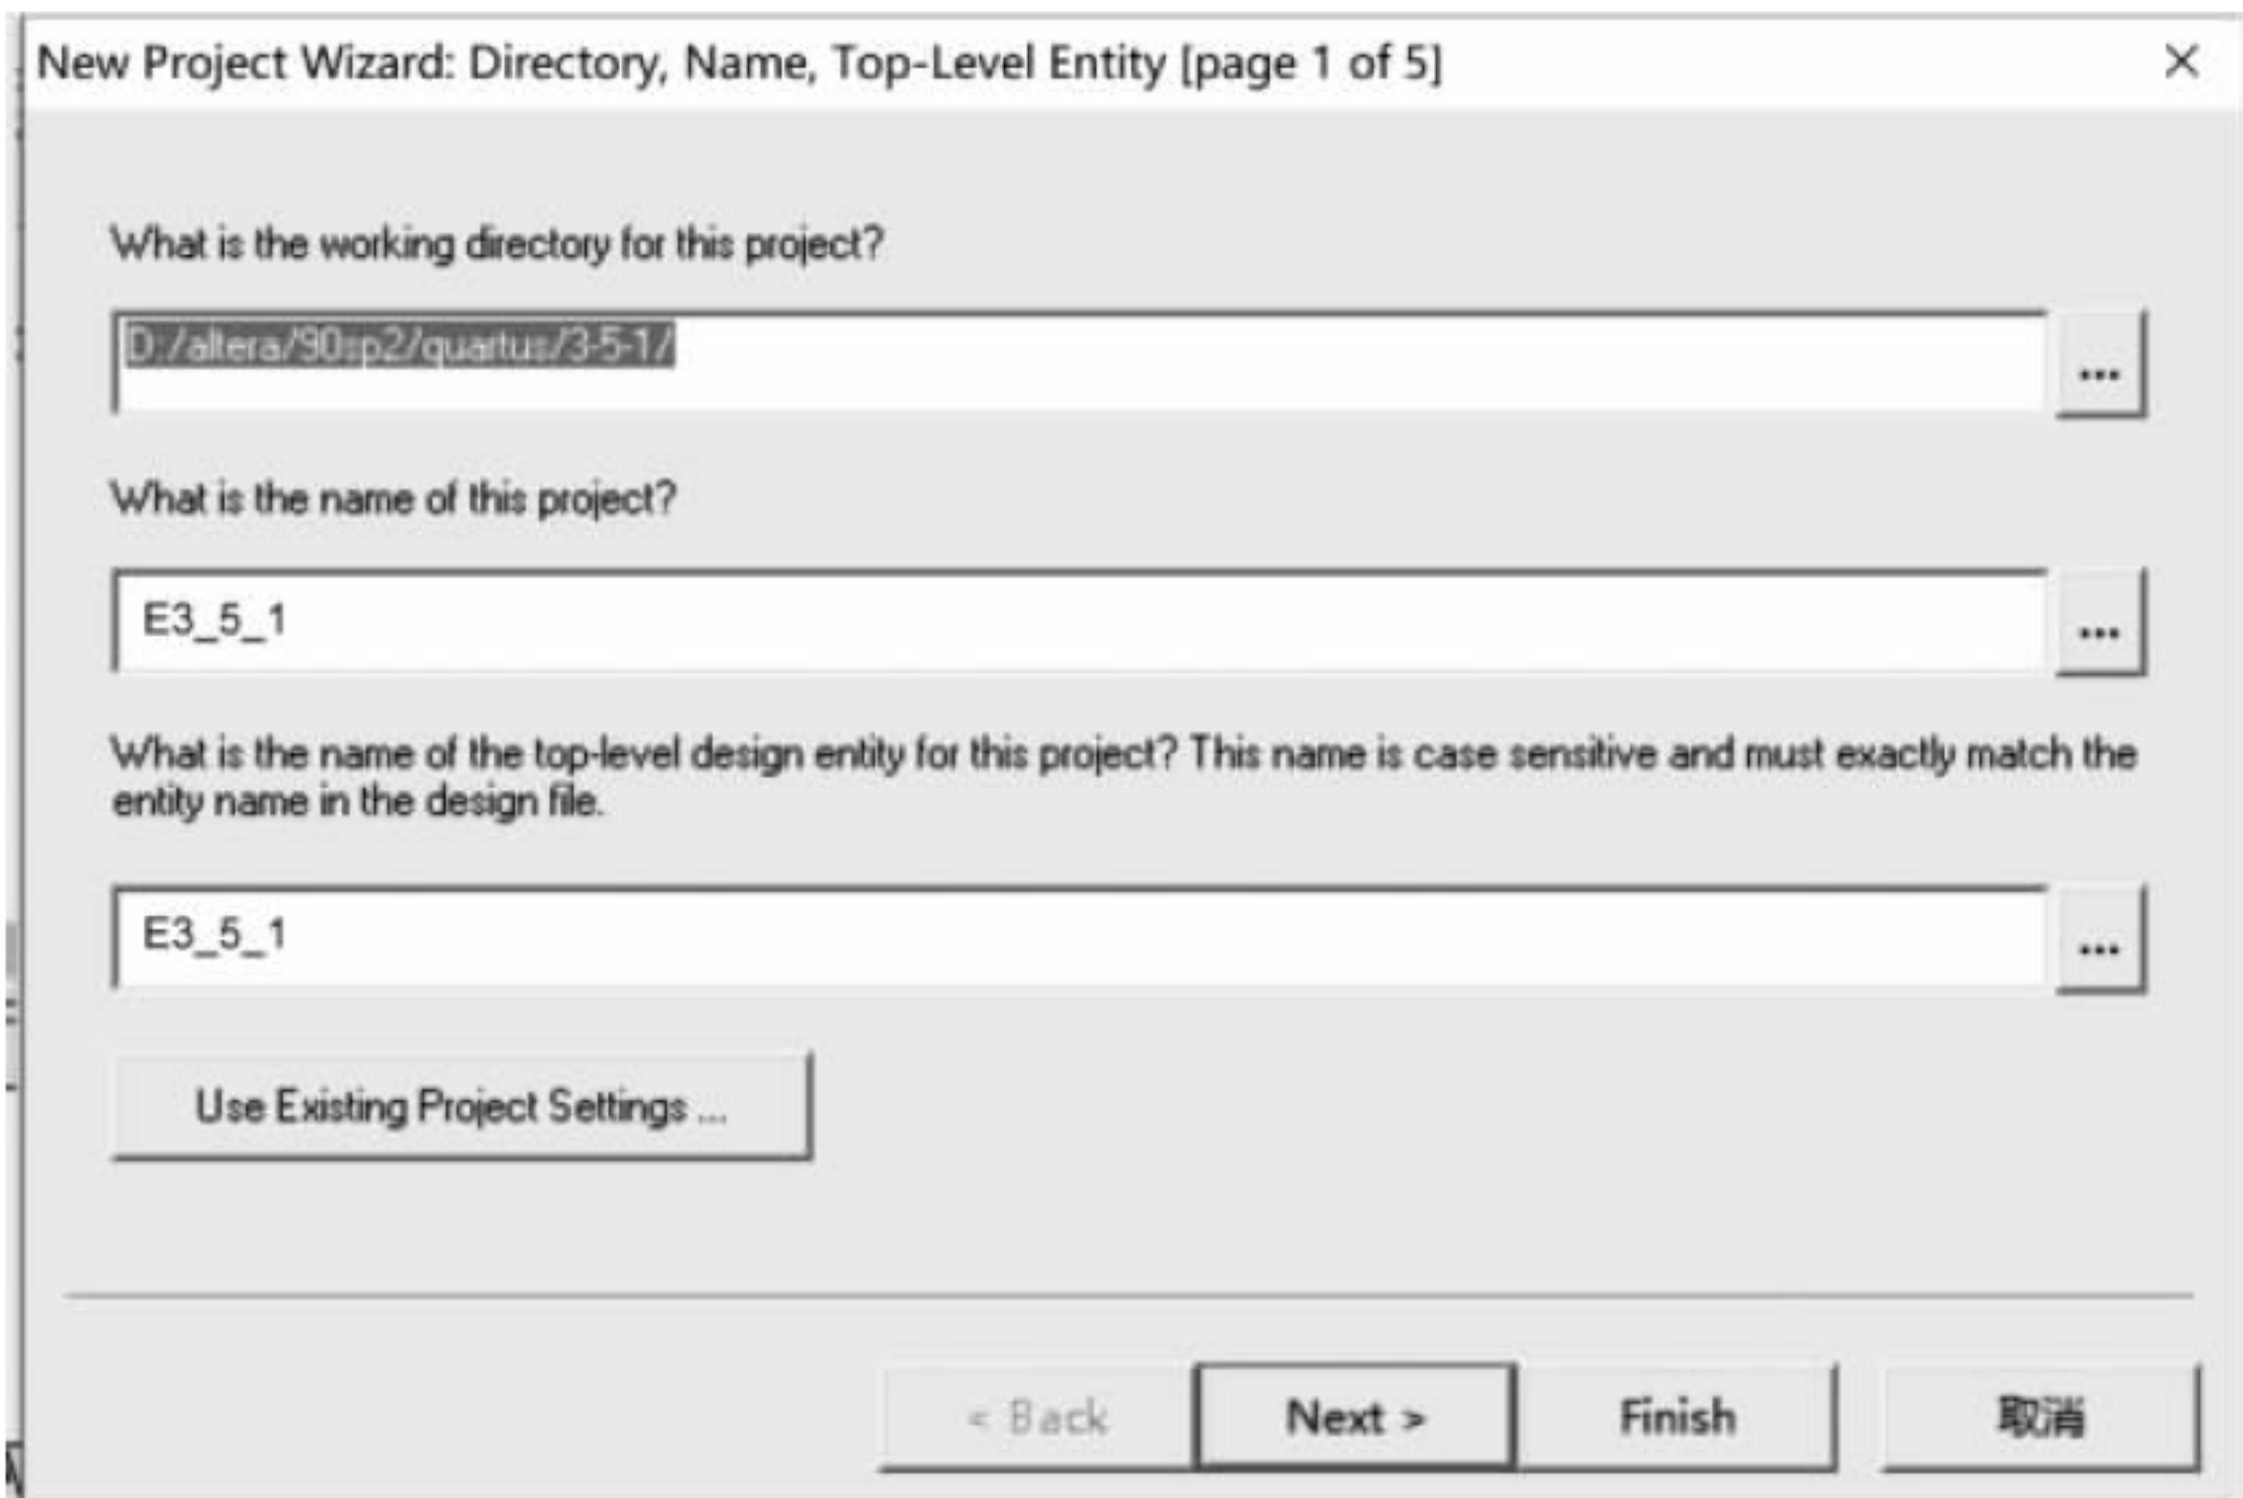 New Project Wizard: Directory, Name, Top-Level Entity [page 1 of 5]
What is the working directory for this project?
D:/altera/90sp2/quartus/3-5-1/
...
What is the name of this project?
E3_5_1
...
What is the name of the top-level design entity for this project? This name is case sensitive and must exactly match the
entity name in the design file.
E3_5_1
...
Use Existing Project Settings ...
< Back
Next >
Finish
取消